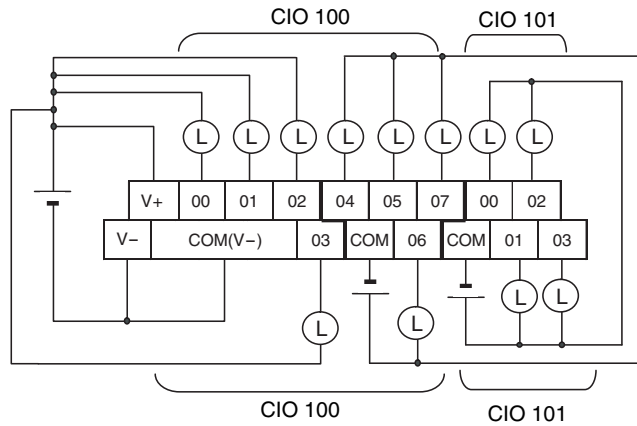 CIO 100
CIO 101
L L L L L L L L
V+ 00 01 02 04 05 07 00 02
V− COM(V−) 03 COM 06 COM 01 03
L L L L
CIO 100
CIO 101